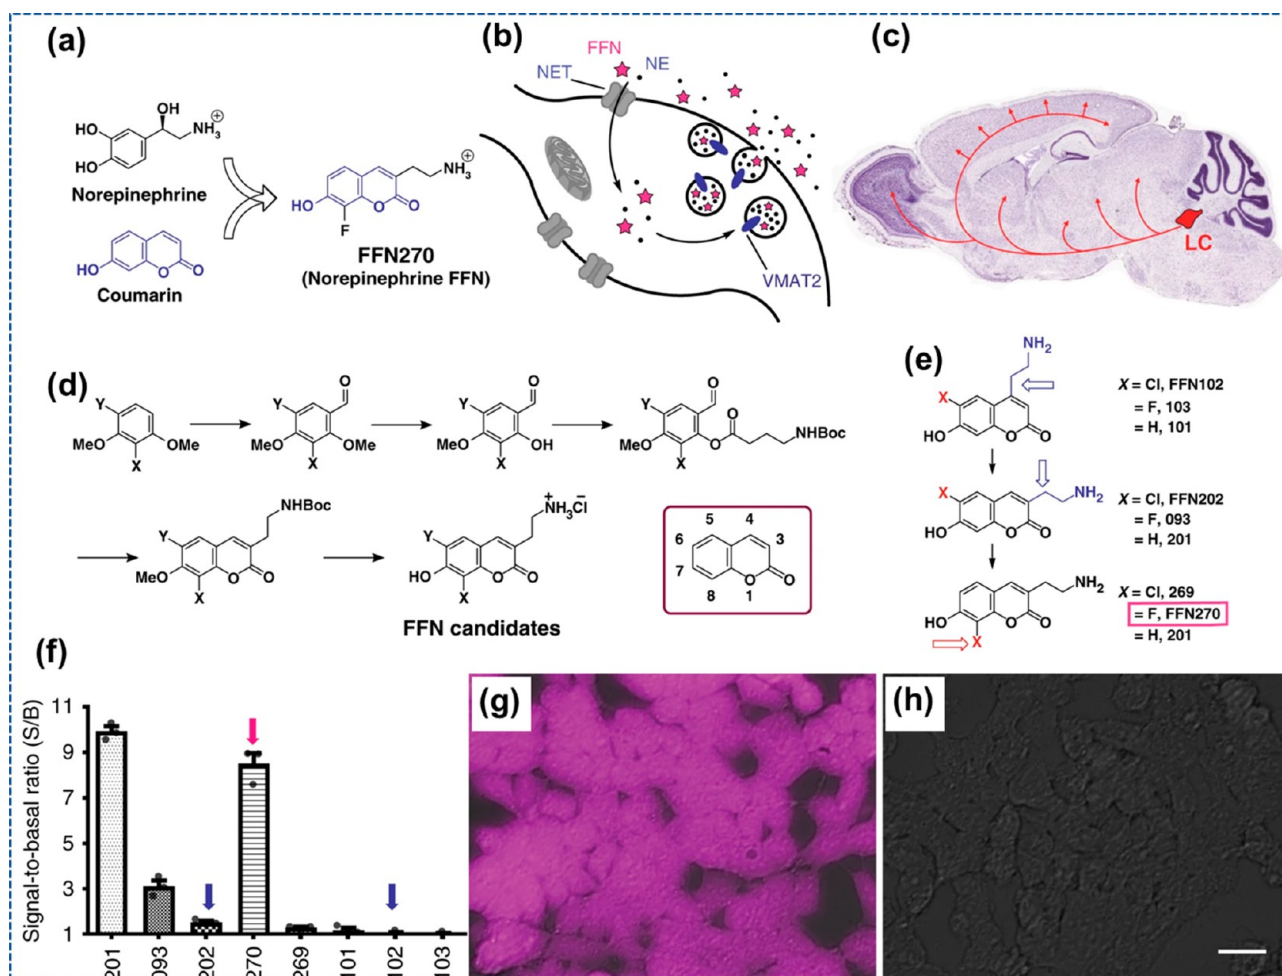 (a)
OH
HO
NH3
⊕
HO
Norepinephrine
HO
O
O
Coumarin
NH3
⊕
HO
O
O
F
FFN270
(Norepinephrine FFN)
(b)
FFN
NE
NET
VMAT2
(c)
LC
(d)
Y
MeO
OMe
X
Y
O
MeO
OMe
X
Y
O
MeO
OH
X
Y
O
O
MeO
O
NHBoc
X
NHBoc
Y
MeO
O
O
X
+ −
NH3Cl
Y
HO
O
O
X
FFN candidates
5
4
6
3
7
O
O
8
1
(e)
NH2
X
HO
O
O
X = Cl, FFN102
= F, 103
= H, 101
X
NH2
HO
O
O
X = Cl, FFN202
= F, 093
= H, 201
NH2
HO
O
O
X
X = Cl, 269
= F, FFN270
= H, 201
(f)
Signal-to-basal ratio (S/B)
11
9
7
5
3
1
201
093
202
270
269
101
102
103
(g)
(h)